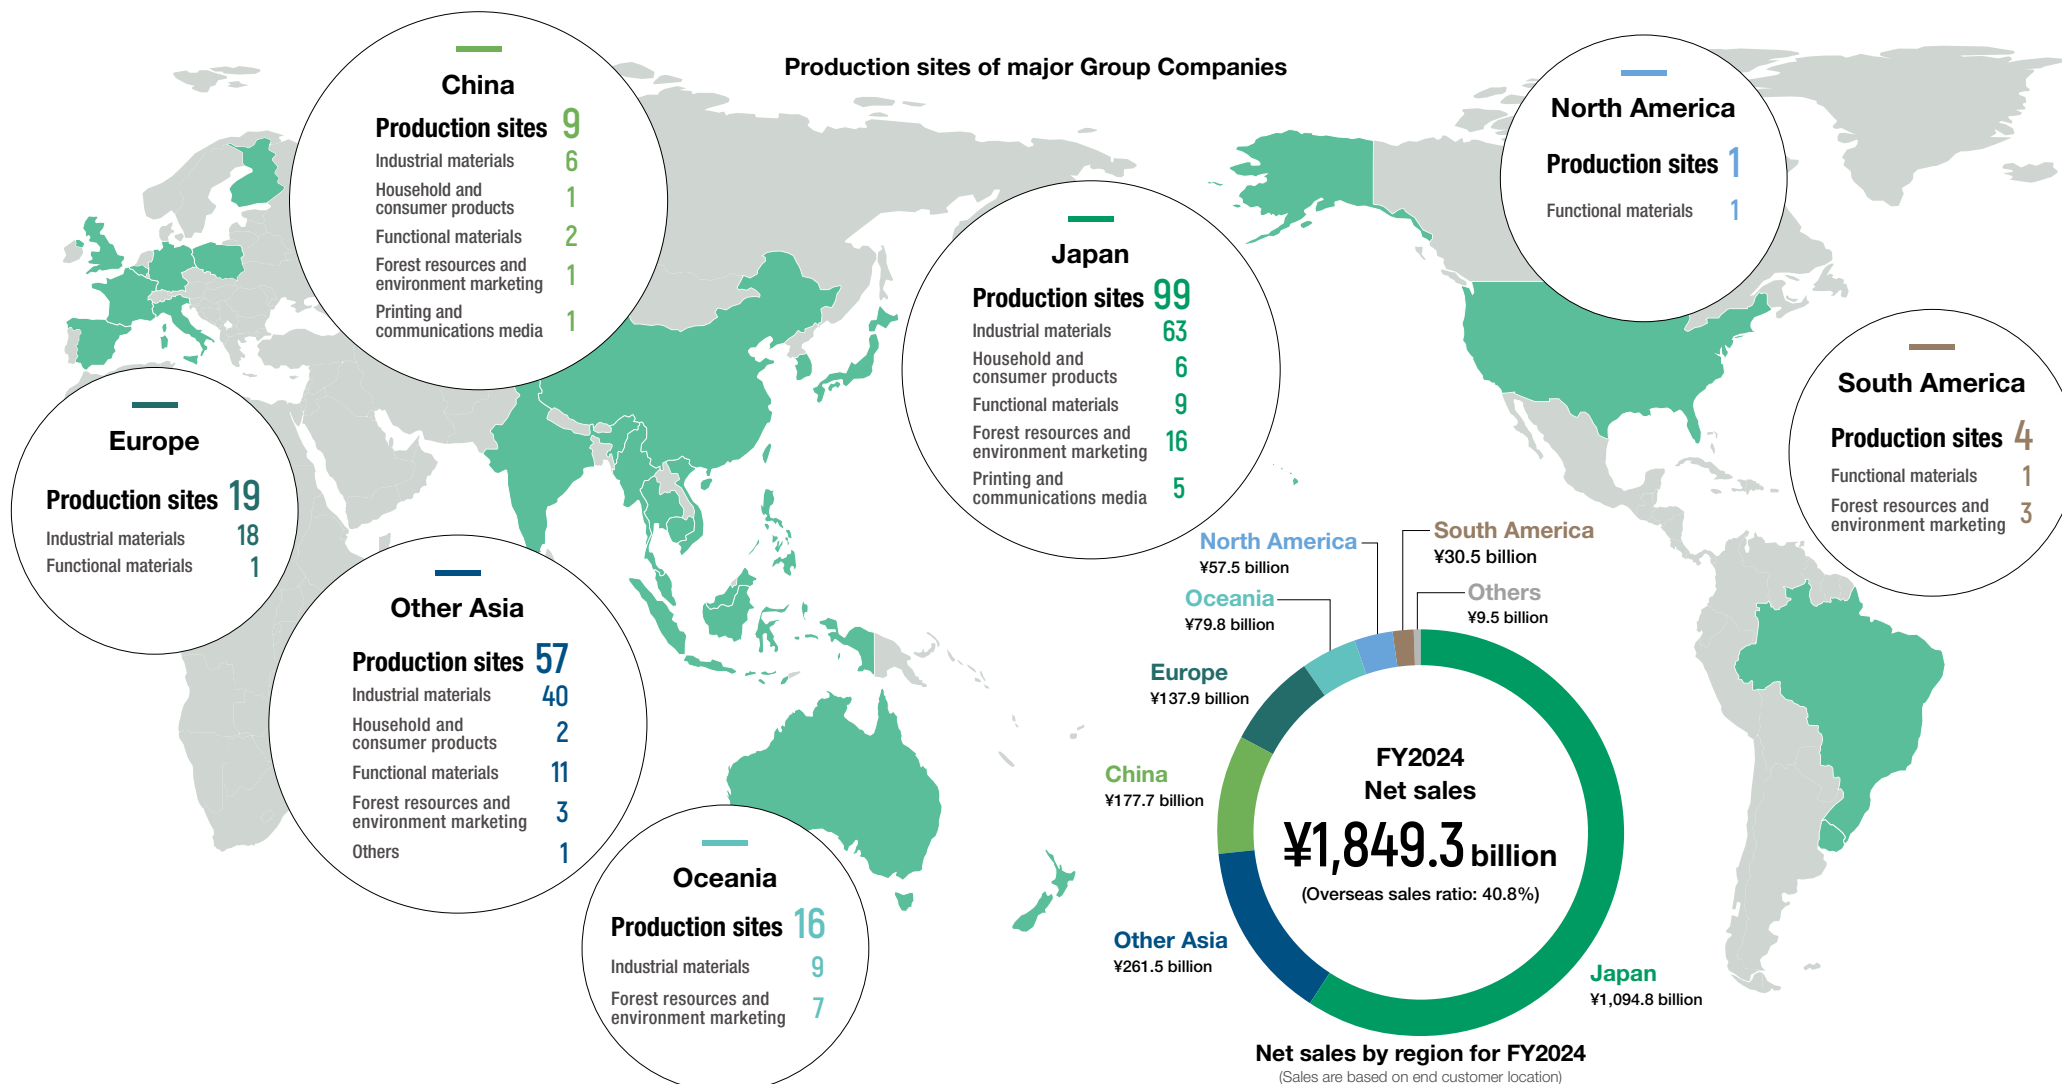 Production sites of major Group Companies
China
Production sites 9
Industrial materials 6
Household and
consumer products 1
Functional materials 2
Forest resources and
environment marketing 1
Printing and
communications media 1
Japan
Production sites 99
Industrial materials 63
Household and
consumer products 6
Functional materials 9
Forest resources and
environment marketing 16
Printing and
communications media 5
North America
Production sites 1
Functional materials 1
South America
Production sites 4
Functional materials 1
Forest resources and
environment marketing 3
Europe
Production sites 19
Industrial materials 18
Functional materials 1
Other Asia
Production sites 57
Industrial materials 40
Household and
consumer products 2
Functional materials 11
Forest resources and
environment marketing 3
Others 1
Oceania
Production sites 16
Industrial materials 9
Forest resources and
environment marketing 7
North America
¥57.5 billion
South America
¥30.5 billion
Oceania
¥79.8 billion
Others
¥9.5 billion
Europe
¥137.9 billion
China
¥177.7 billion
Other Asia
¥261.5 billion
Japan
¥1,094.8 billion
FY2024
Net sales
¥1,849.3 billion
(Overseas sales ratio: 40.8%)
Net sales by region for FY2024
(Sales are based on end customer location)